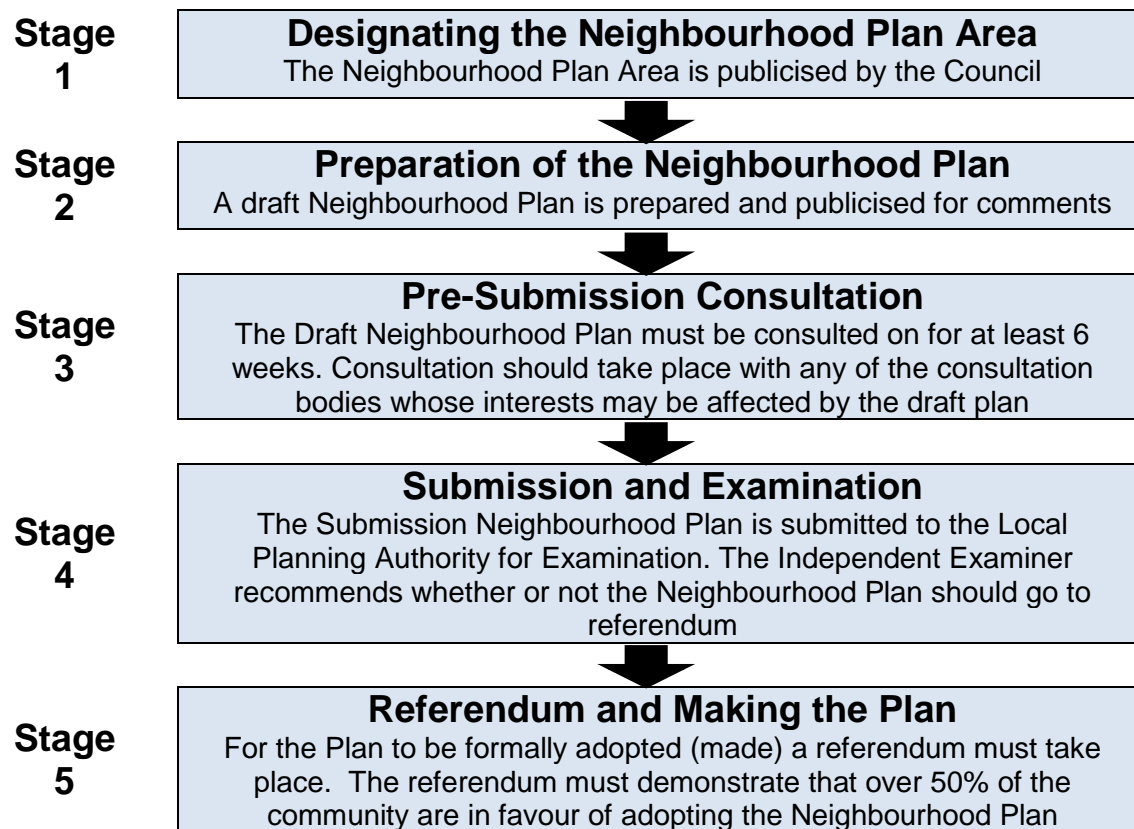 Stage
1
Designating the Neighbourhood Plan Area
The Neighbourhood Plan Area is publicised by the Council
Stage
2
Preparation of the Neighbourhood Plan
A draft Neighbourhood Plan is prepared and publicised for comments
Stage
3
Pre-Submission Consultation
The Draft Neighbourhood Plan must be consulted on for at least 6
weeks. Consultation should take place with any of the consultation
bodies whose interests may be affected by the draft plan
Stage
4
Submission and Examination
The Submission Neighbourhood Plan is submitted to the Local
Planning Authority for Examination. The Independent Examiner
recommends whether or not the Neighbourhood Plan should go to
referendum
Stage
5
Referendum and Making the Plan
For the Plan to be formally adopted (made) a referendum must take
place.  The referendum must demonstrate that over 50% of the
community are in favour of adopting the Neighbourhood Plan